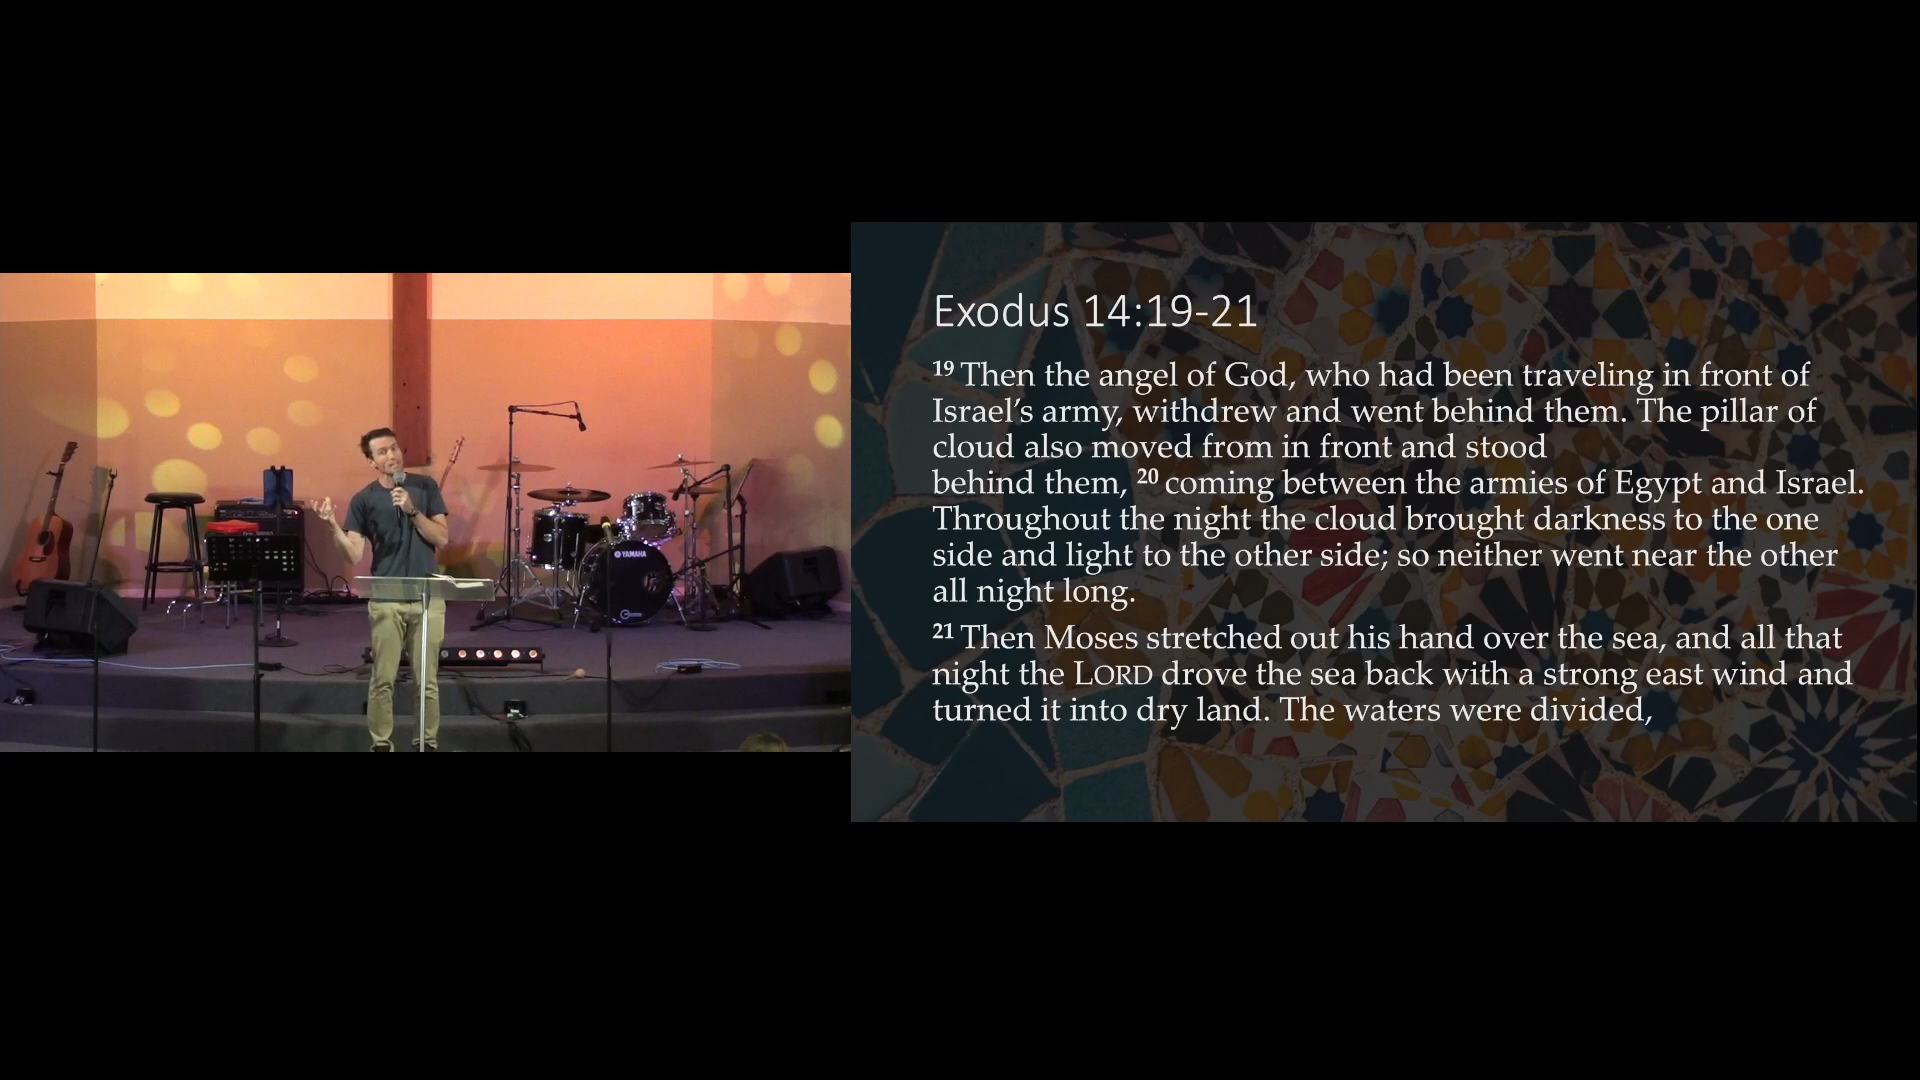 Exodus 14:19-21
19 Then the angel of God, who had been traveling in front of
Israel’s army, withdrew and went behind them. The pillar of
cloud also moved from in front and stood
behind them, 20 coming between the armies of Egypt and Israel.
Throughout the night the cloud brought darkness to the one
side and light to the other side; so neither went near the other
all night long.
21 Then Moses stretched out his hand over the sea, and all that
night the LORD drove the sea back with a strong east wind and
turned it into dry land. The waters were divided,
YAMAHA